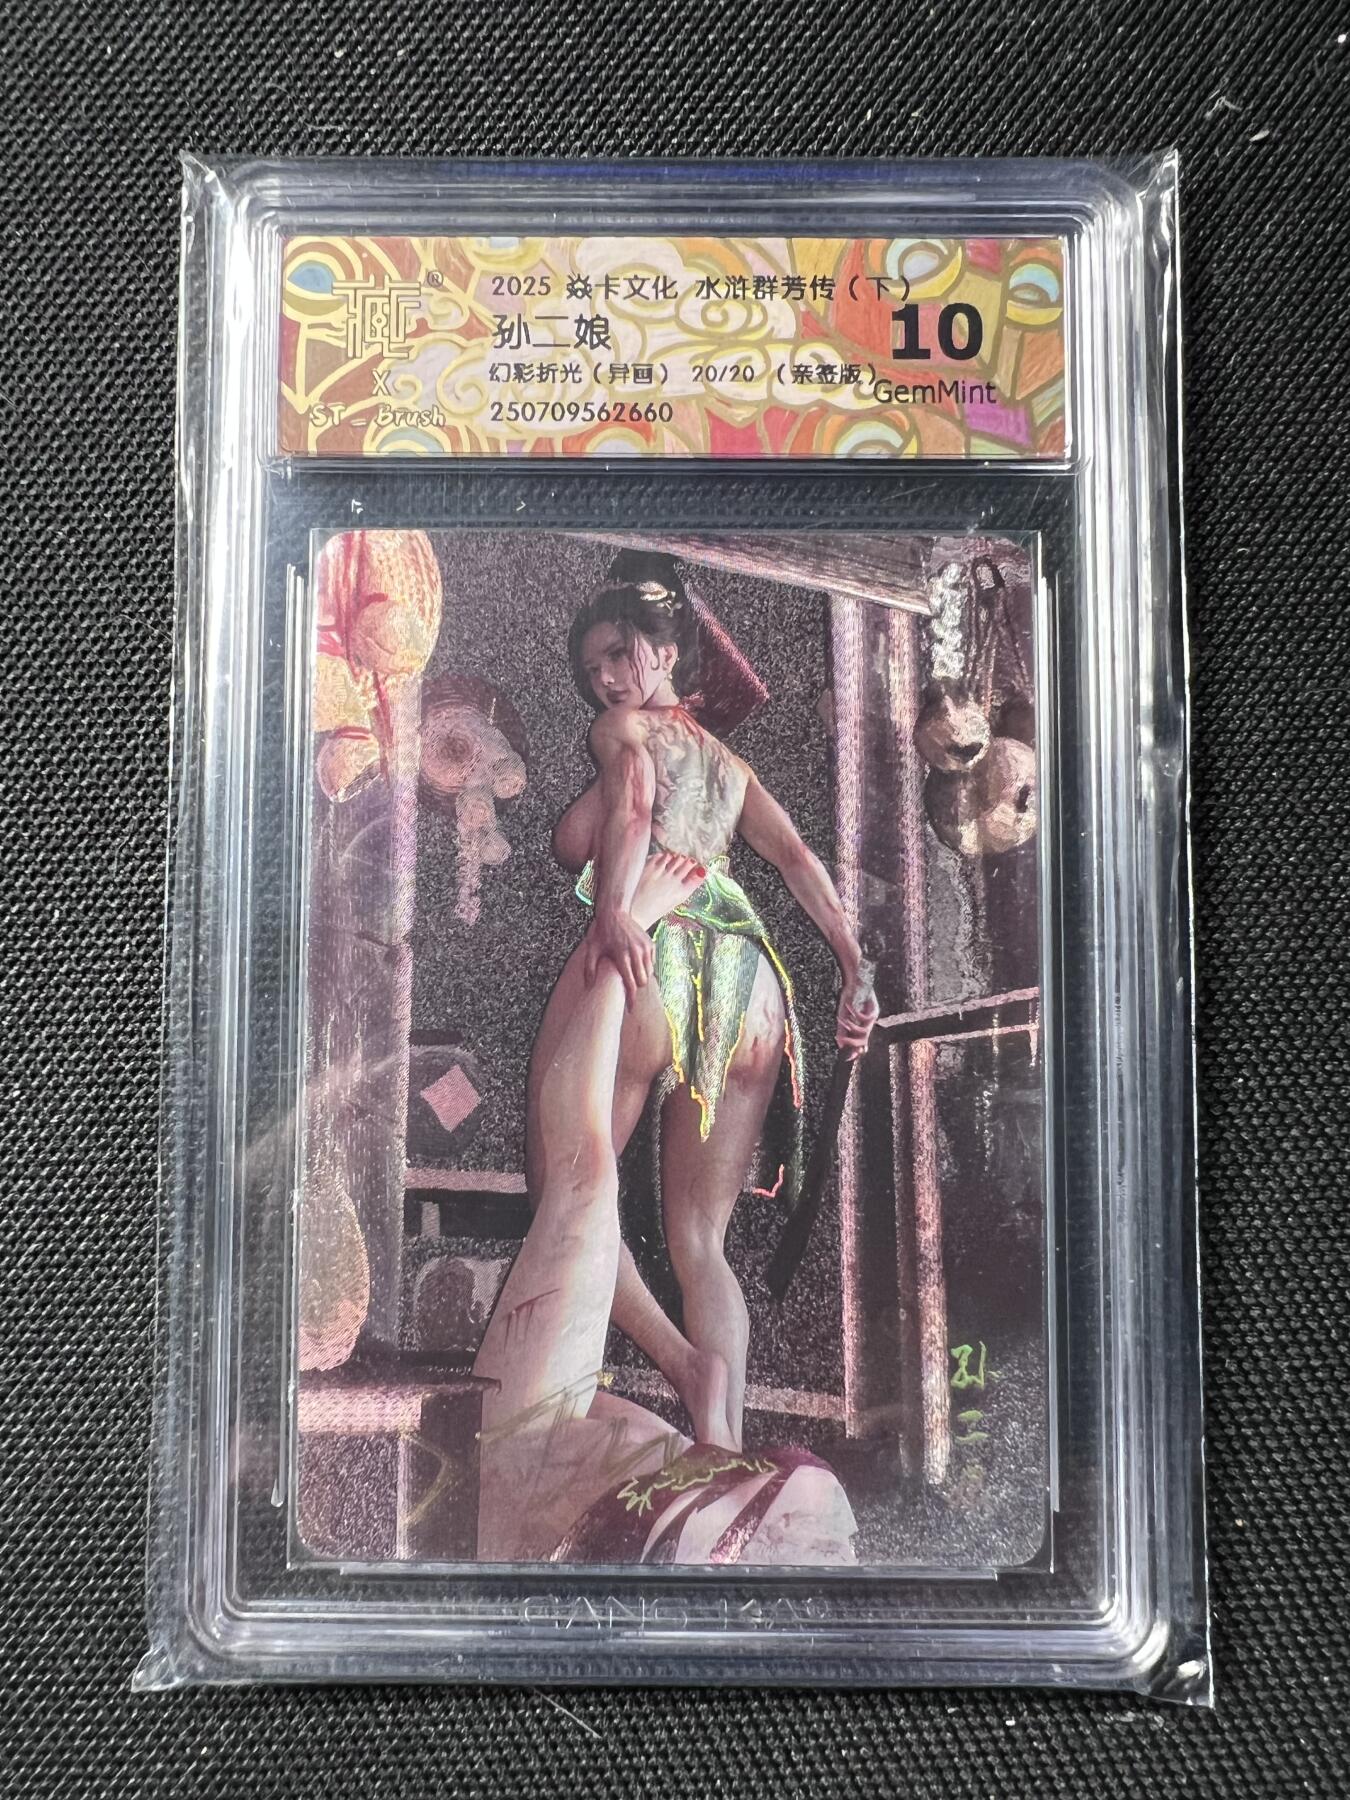 藏®
X
ST_Brush
2025 焱卡文化 水浒群芳传（下）
孙二娘
幻彩折光（异画） 20/20 （亲签版）
250709562660
10
GemMint
孙二娘